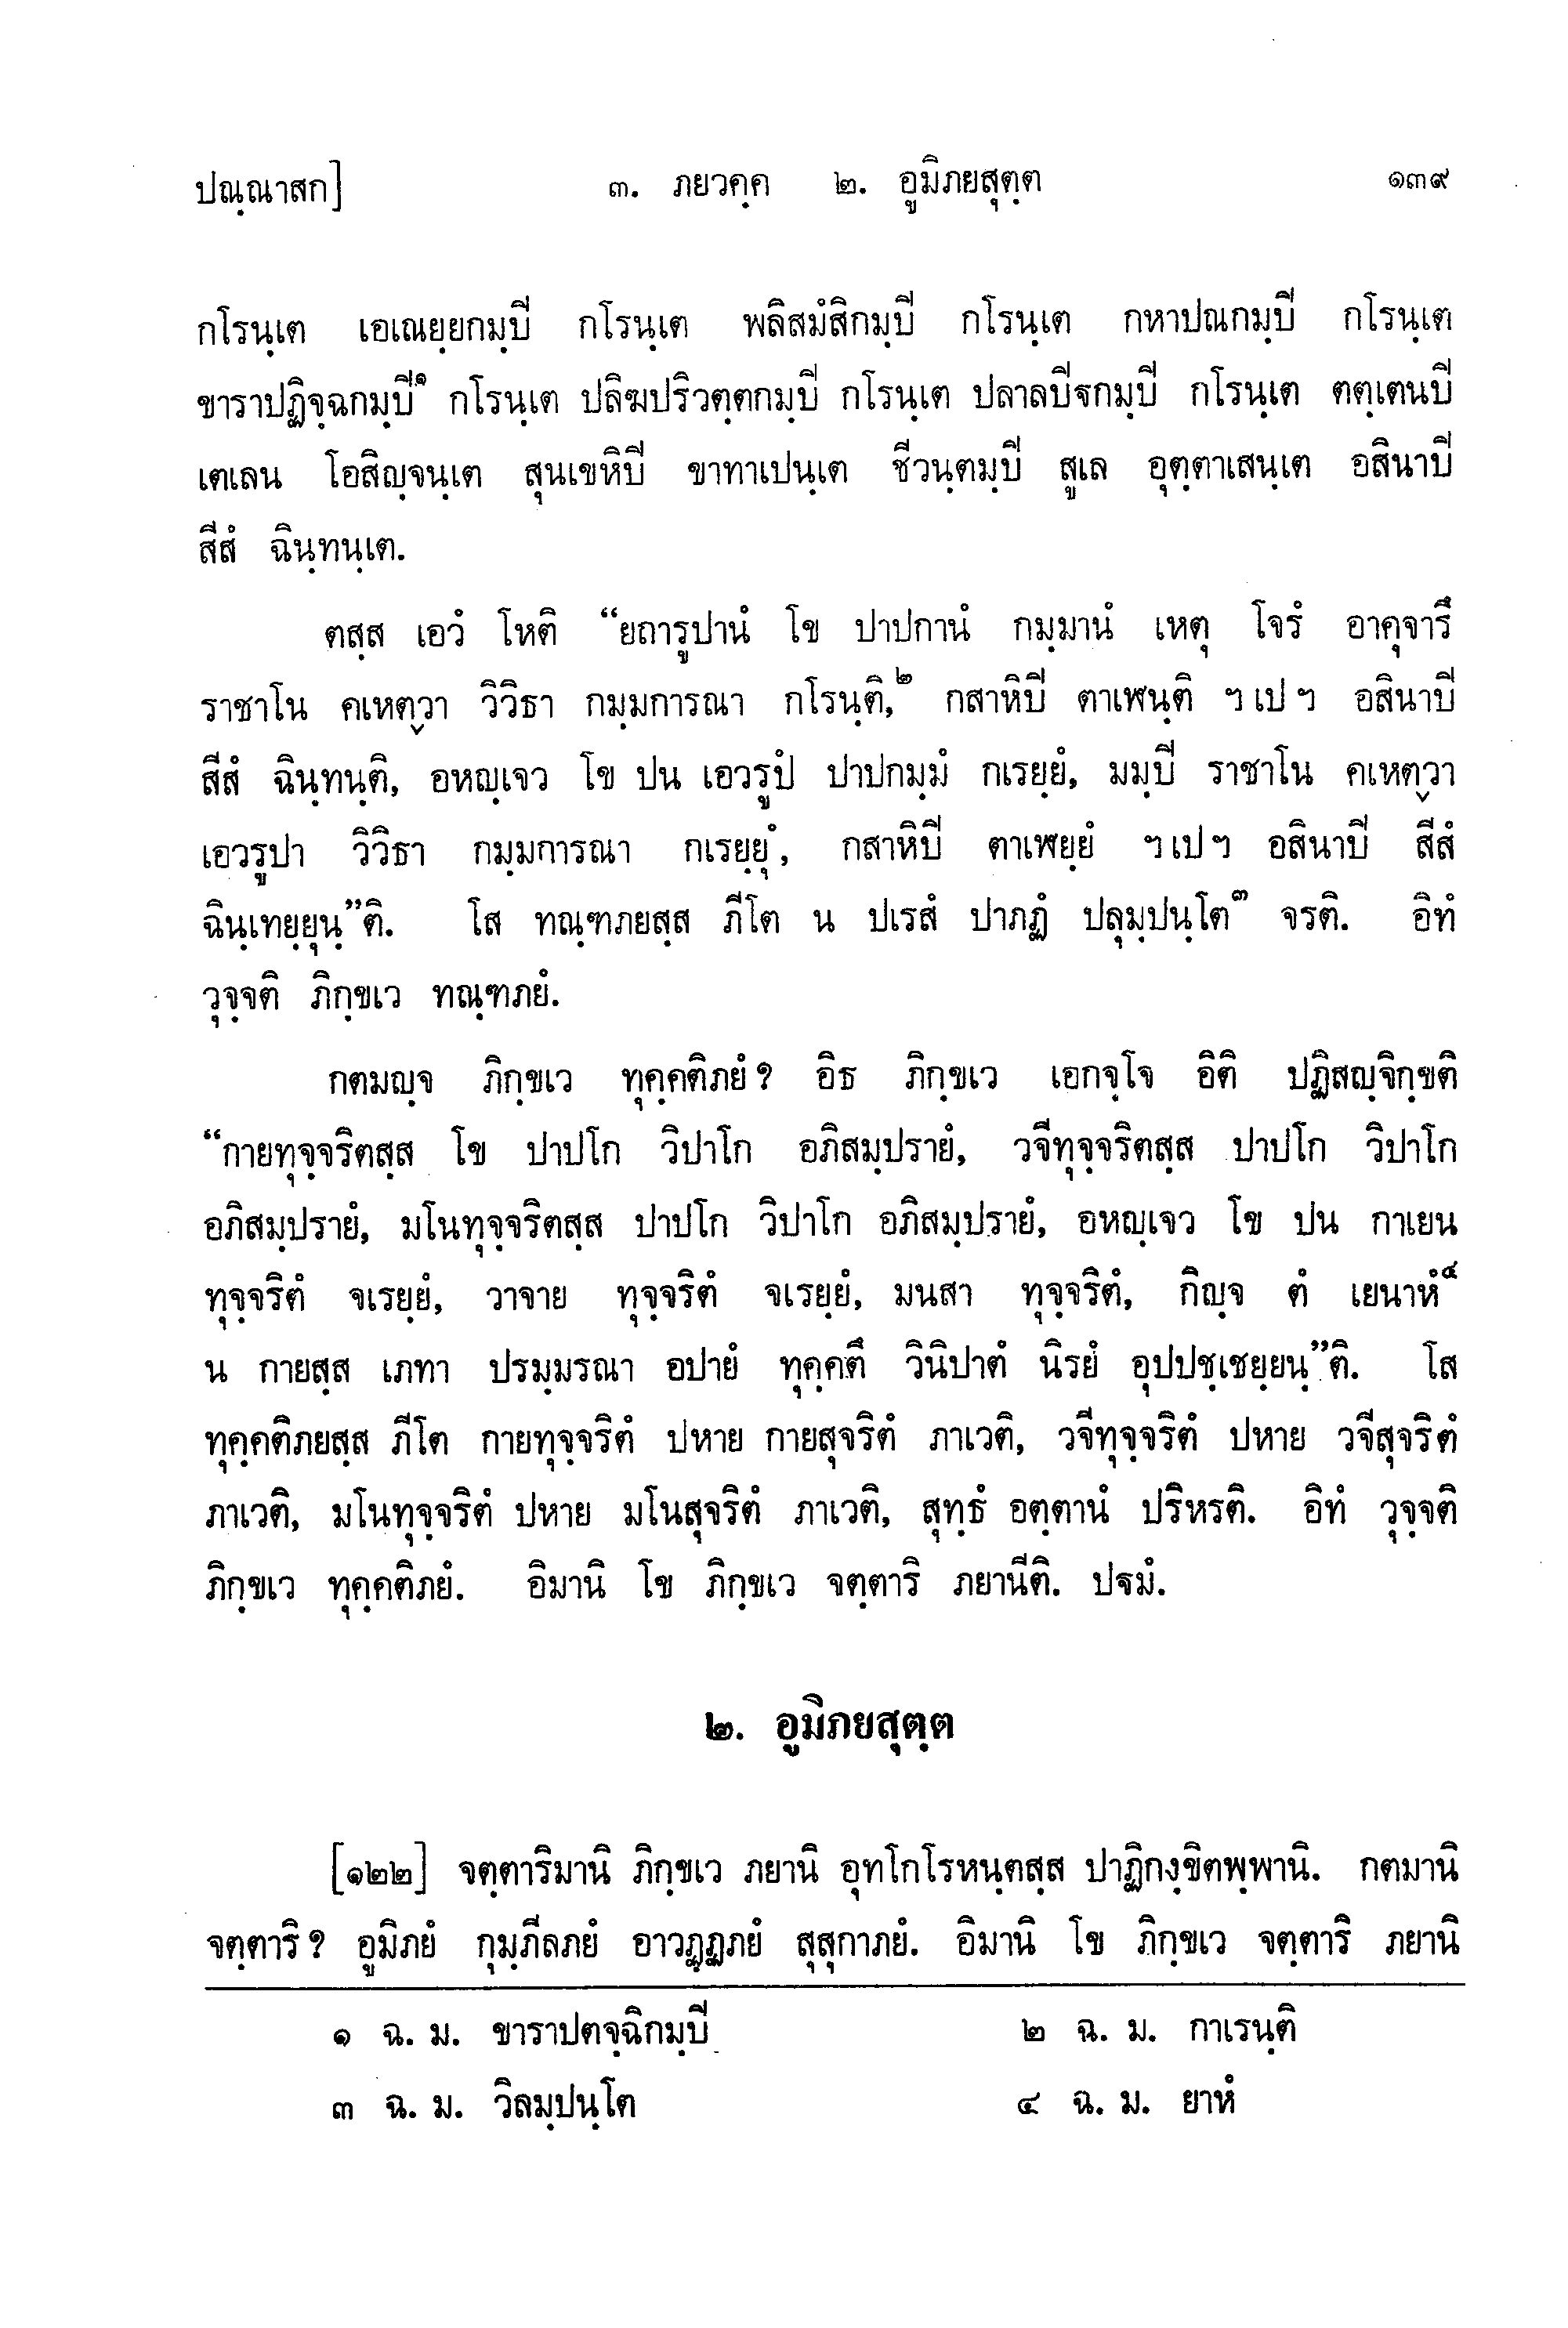 ปณฺณาสก] ๓. ภยวคฺค ๒. อูมิภยสุตฺต ๑๓๙
กโรนฺเต เอเณยฺยกมฺปิ กโรนฺเต พลิสมํสิกมฺปิ กโรนฺเต กหาปณกมฺปิ กโรนฺเต
ขาราปฏิจฺฉกมฺปิ๑ กโรนฺเต ปลิฆปริวตฺตกมฺปิ กโรนฺเต ปลาลปิฐกมฺปิ กโรนฺเต ตตฺเตนปิ
เตเลน โอสิญฺจนฺเต สุนเขหิปิ ขาทาเปนฺเต ชีวนฺตมฺปิ สูเล อุตฺตาเสนฺเต อสินาปิ
สีสํ ฉินฺทนฺเต.
ตสฺส เอวํ โหติ “ยถารูปานํ โข ปาปกานํ กมฺมานํ เหตุ โจรํ อาคุจารึ
ราชาโน คเหตฺวา วิวิธา กมฺมการณา กโรนฺติ,๒ กสาหิปิ ตาเฬนฺติ ฯ เป ฯ อสินาปิ
สีสํ ฉินฺทนฺติ, อหญฺเจว โข ปน เอวรูปํ ปาปกมฺมํ กเรยฺยํ, มมฺปิ ราชาโน คเหตฺวา
เอวรูปา วิวิธา กมฺมการณา กเรยฺยุํ, กสาหิปิ ตาเฬยฺยํ ฯ เป ฯ อสินาปิ สีสํ
ฉินฺเทยฺยุนฺ”ติ. โส ทณฺฑภยสฺส ภีโต น ปเรสํ ปาภฏํ ปลุมฺปนฺโต๓ จรติ. อิทํ
วุจฺจติ ภิกฺขเว ทณฺฑภยํ.
กตมญฺจ ภิกฺขเว ทุคฺคติภยํ? อิธ ภิกฺขเว เอกจฺโจ อิติ ปฏิสญฺจิกฺขติ
“กายทุจฺจริตสฺส โข ปาปโก วิปาโก อภิสมฺปรายํ, วจีทุจฺจริตสฺส ปาปโก วิปาโก
อภิสมฺปรายํ, มโนทุจฺจริตสฺส ปาปโก วิปาโก อภิสมฺปรายํ, อหญฺเจว โข ปน กาเยน
ทุจฺจริตํ จเรยฺยํ, วาจาย ทุจฺจริตํ จเรยฺยํ, มนสา ทุจฺจริตํ, กิญฺจ ตํ เยนาหํ๔
น กายสฺส เภทา ปรมฺมรณา อปายํ ทุคฺคตึ วินิปาตํ นิรยํ อุปปชฺเชยฺยนฺ”ติ. โส
ทุคฺคติภยสฺส ภีโต กายทุจฺจริตํ ปหาย กายสุจริตํ ภาเวติ, วจีทุจฺจริตํ ปหาย วจีสุจริตํ
ภาเวติ, มโนทุจฺจริตํ ปหาย มโนสุจริตํ ภาเวติ, สุทฺธํ อตฺตานํ ปริหรติ. อิทํ วุจฺจติ
ภิกฺขเว ทุคฺคติภยํ. อิมานิ โข ภิกฺขเว จตฺตาริ ภยานีติ. ปฐมํ.
๒. อูมิภยสุตฺต
[๑๒๒] จตฺตาริมานิ ภิกฺขเว ภยานิ อุทโกโรหนฺตสฺส ปาฏิกงฺขิตพฺพานิ. กตมานิ
จตฺตาริ? อูมิภยํ กุมฺภีลภยํ อาวฏฺฏภยํ สุสุกาภยํ. อิมานิ โข ภิกฺขเว จตฺตาริ ภยานิ
๑ ฉ. ม. ขาราปตจฺฉิกมฺปิ ๒ ฉ. ม. กาเรนฺติ
๓ ฉ. ม. วิลมฺปนฺโต ๔ ฉ. ม. ยาหํ